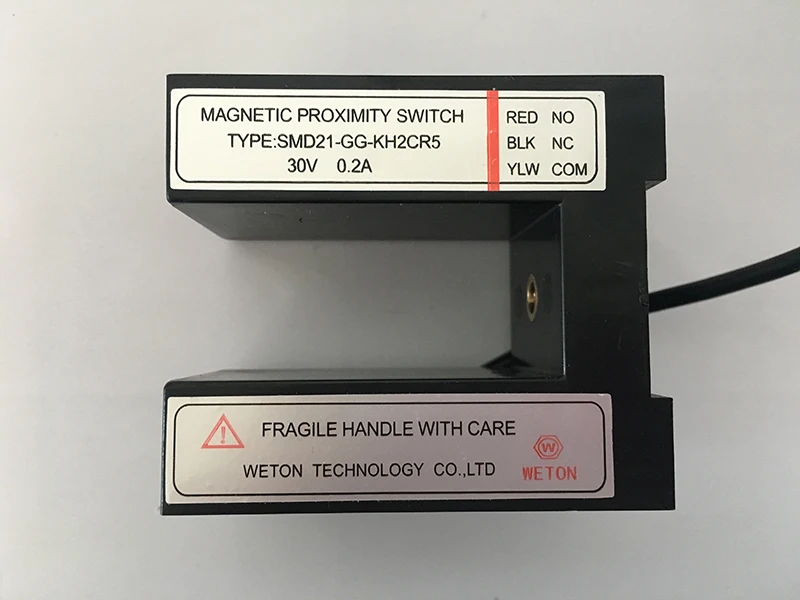 MAGNETIC PROXIMITY SWITCH
TYPE:SMD21-GG-KH2CR5
30V 0.2A
RED NO
BLK NC
YLW COM
! FRAGILE HANDLE WITH CARE
WETON TECHNOLOGY CO.,LTD
W
WETON